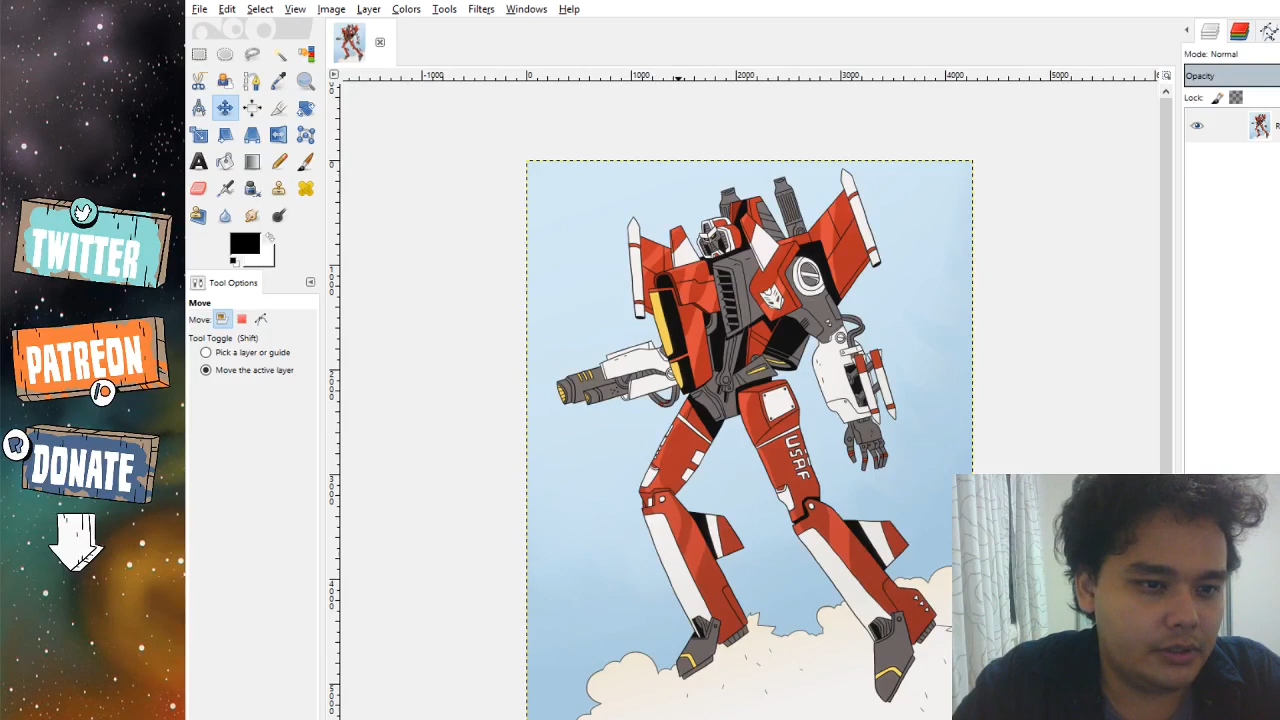 File Edit Select View Image Layer Colors Tools Filters Windows Help
-1000 0 1000 2000 3000 4000 5000
Mode: Normal
Opacity
Lock:
TWITTER
PATREON
DONATE
Tool Options
Move
Move:
Tool Toggle (Shift)
Pick a layer or guide
Move the active layer
USAF